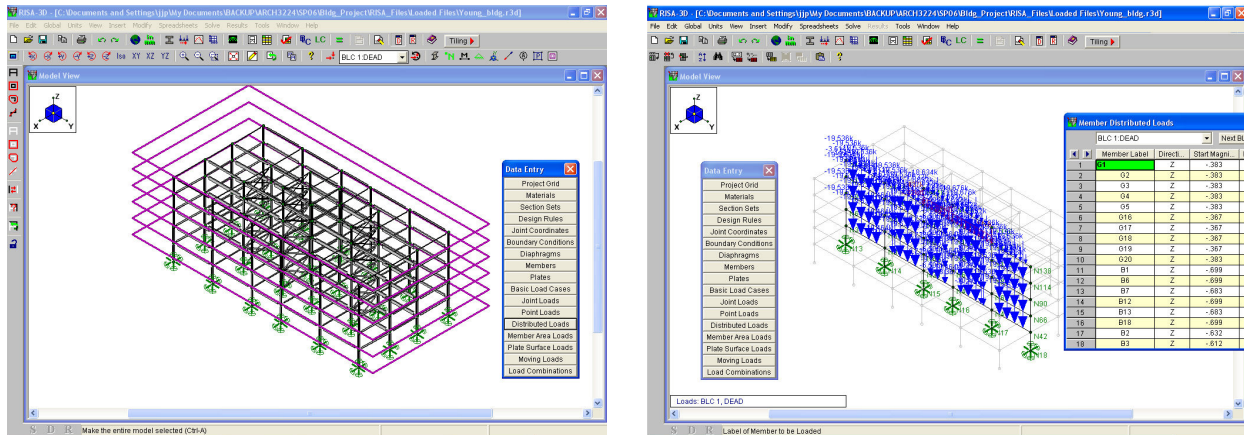 RISA-3D - [C:\Documents and Settings\jjp\My Documents\BACKUP\ARCH3224\SP06\Bldg_Project\RISA_Files\Loaded Files\Young_bldg.r3d]
File Edit Global Units View Insert Modify Spreadsheets Solve Results Tools Window Help
LC Tiling
Iso XY XZ YZ BLC 1:DEAD
Model View
Z
X Y
Data Entry
Project Grid
Materials
Section Sets
Design Rules
Joint Coordinates
Boundary Conditions
Diaphragms
Members
Plates
Basic Load Cases
Joint Loads
Point Loads
Distributed Loads
Member Area Loads
Plate Surface Loads
Moving Loads
Load Combinations
S D R Make the entire model selected (Ctrl-A)
RISA-3D - [C:\Documents and Settings\jjp\My Documents\BACKUP\ARCH3224\SP06\Bldg_Project\RISA_Files\Loaded Files\Young_bldg.r3d]
File Edit Global Units View Insert Modify Spreadsheets Solve Results Tools Window Help
LC Tiling
Model View
Z
X Y
-19.536k
N13
N14
N15
N16
N17
N18
N138
N114
N90
N66
N42
Data Entry
Project Grid
Materials
Section Sets
Design Rules
Joint Coordinates
Boundary Conditions
Diaphragms
Members
Plates
Basic Load Cases
Joint Loads
Point Loads
Distributed Loads
Member Area Loads
Plate Surface Loads
Moving Loads
Load Combinations
Member Distributed Loads
BLC 1:DEAD Next BL
Member Label Directi... Start Magni...
1 G1 Z -.383
2 G2 Z -.383
3 G3 Z -.383
4 G4 Z -.383
5 G5 Z -.383
6 G16 Z -.367
7 G17 Z -.367
8 G18 Z -.367
9 G19 Z -.367
10 G20 Z -.383
11 B1 Z -.699
12 B6 Z -.699
13 B7 Z -.683
14 B12 Z -.699
15 B13 Z -.683
16 B18 Z -.699
17 B2 Z -.632
18 B3 Z -.612
Loads: BLC 1, DEAD
S D R Label of Member to be Loaded